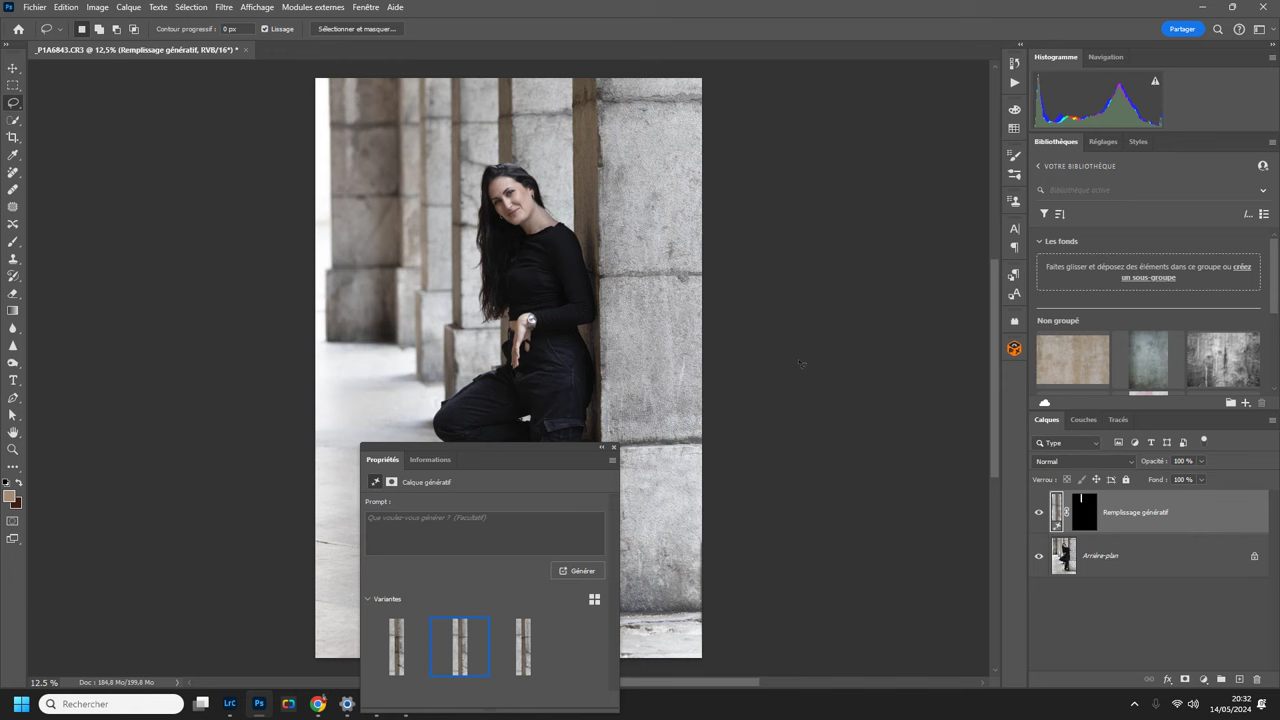 Ps Fichier Edition Image Calque Texte Sélection Filtre Affichage Modules externes Fenêtre Aide
Contour progressif : 0 px Lissage Sélectionner et masquer... Partager
_P1A6843.CR3 @ 12,5% (Remplissage génératif, RVB/16*) *
Histogramme Navigation
Bibliothèques Réglages Styles
VOTRE BIBLIOTHÈQUE
Bibliothèque active
Les fonds
Faites glisser et déposez des éléments dans ce groupe ou créez
un sous-groupe
Non groupé
Calques Couches Tracés
Type
Normal Opacité : 100 %
Verrou : Fond : 100 %
Remplissage génératif
Arrière-plan
Propriétés Informations
Calque génératif
Prompt :
Que voulez-vous générer ? (Facultatif)
Générer
Variantes
12,5 % Doc : 184,8 Mo/199,8 Mo
Rechercher
LrC Ps
20:32
14/05/2024